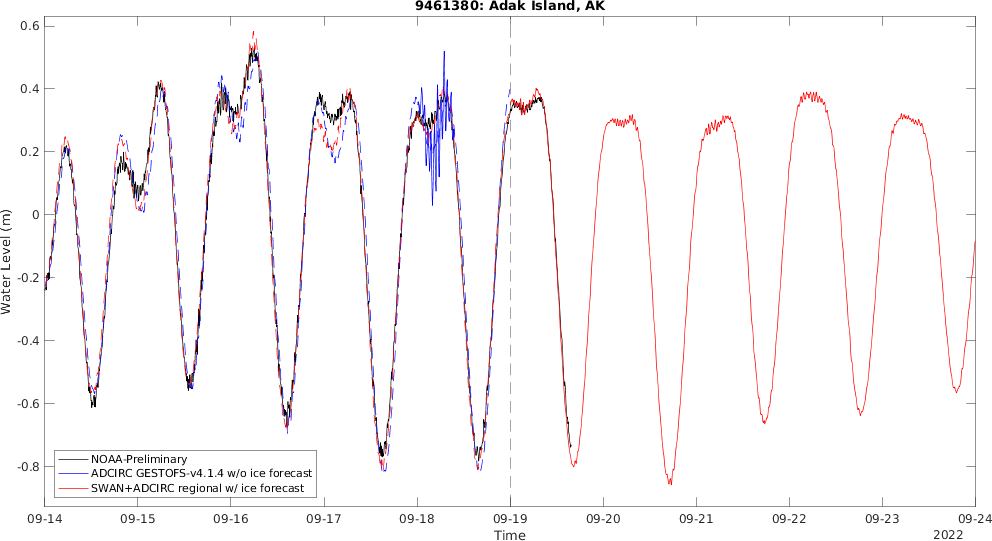 9461380: Adak Island, AK
Water Level (m)
0.6
0.4
0.2
0
-0.2
-0.4
-0.6
-0.8
NOAA-Preliminary
ADCIRC GESTOFS-v4.1.4 w/o ice forecast
SWAN+ADCIRC regional w/ ice forecast
09-14 09-15 09-16 09-17 09-18 09-19 09-20 09-21 09-22 09-23 09-24
Time
2022